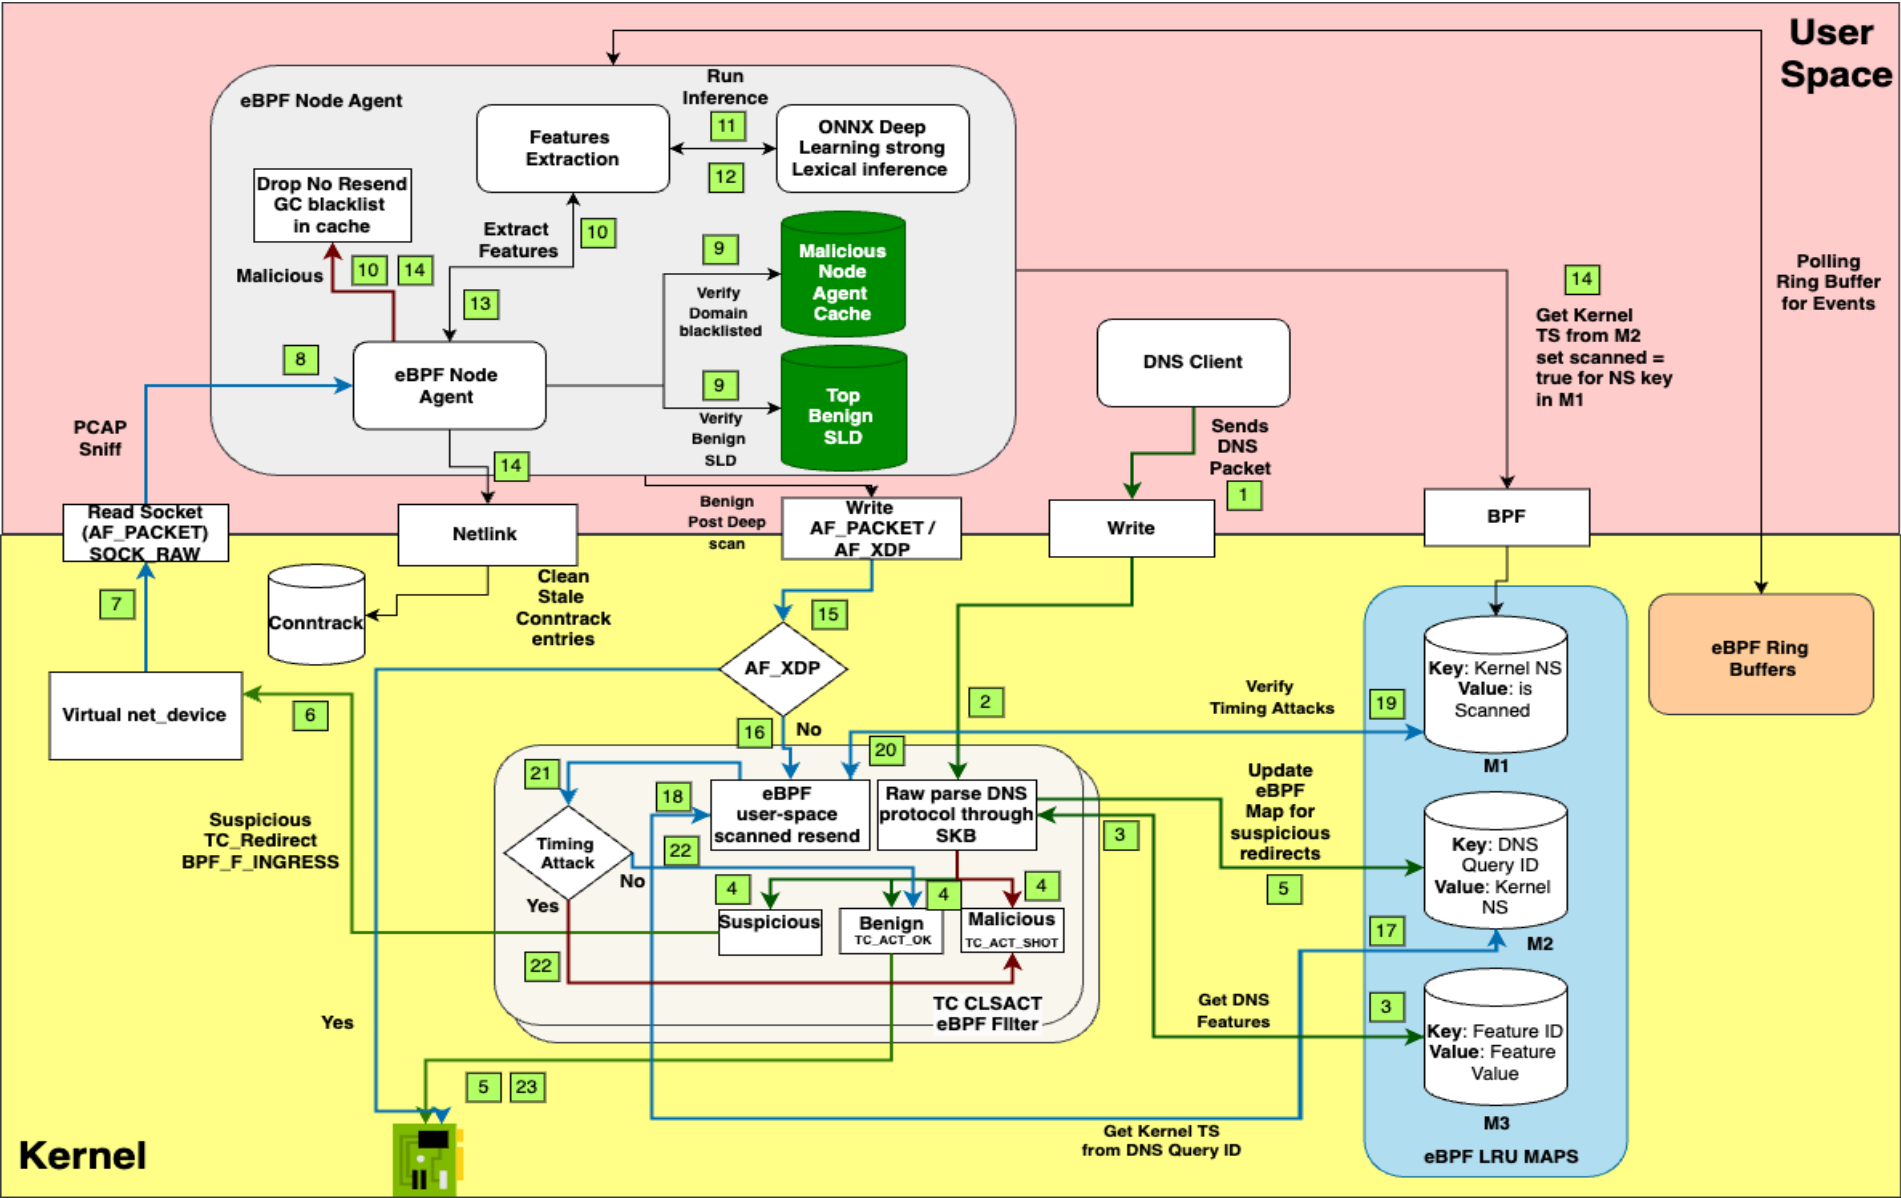 User
Space
eBPF Node Agent
Run
Inference
11
12
Features
Extraction
ONNX Deep
Learning strong
Lexical inference
Drop No Resend
GC blacklist
in cache
Malicious
10
14
Extract
Features
10
13
9
Verify
Domain
blacklisted
Malicious
Node
Agent
Cache
8
eBPF Node
Agent
9
Verify
Benign
SLD
Top
Benign
SLD
PCAP
Sniff
14
DNS Client
Sends
DNS
Packet
1
14
Get Kernel
TS from M2
set scanned =
true for NS key
in M1
Polling
Ring Buffer
for Events
Read Socket
(AF_PACKET)
SOCK_RAW
Netlink
Benign
Post Deep
scan
Write
AF_PACKET /
AF_XDP
Write
BPF
7
Conntrack
Clean
Stale
Conntrack
entries
15
AF_XDP
Virtual net_device
6
16
No
2
20
Verify
Timing Attacks
19
Key: Kernel NS
Value: is
Scanned
M1
eBPF Ring
Buffers
Suspicious
TC_Redirect
BPF_F_INGRESS
21
18
eBPF
user-space
scanned resend
Raw parse DNS
protocol through
SKB
3
Update
eBPF
Map for
suspicious
redirects
5
Key: DNS
Query ID
Value: Kernel
NS
M2
Timing
Attack
22
No
Yes
4
4
4
Suspicious
Benign
TC_ACT_OK
Malicious
TC_ACT_SHOT
22
TC CLSACT
eBPF FIlter
17
Get DNS
Features
3
Key: Feature ID
Value: Feature
Value
M3
Yes
5
23
Get Kernel TS
from DNS Query ID
eBPF LRU MAPS
Kernel